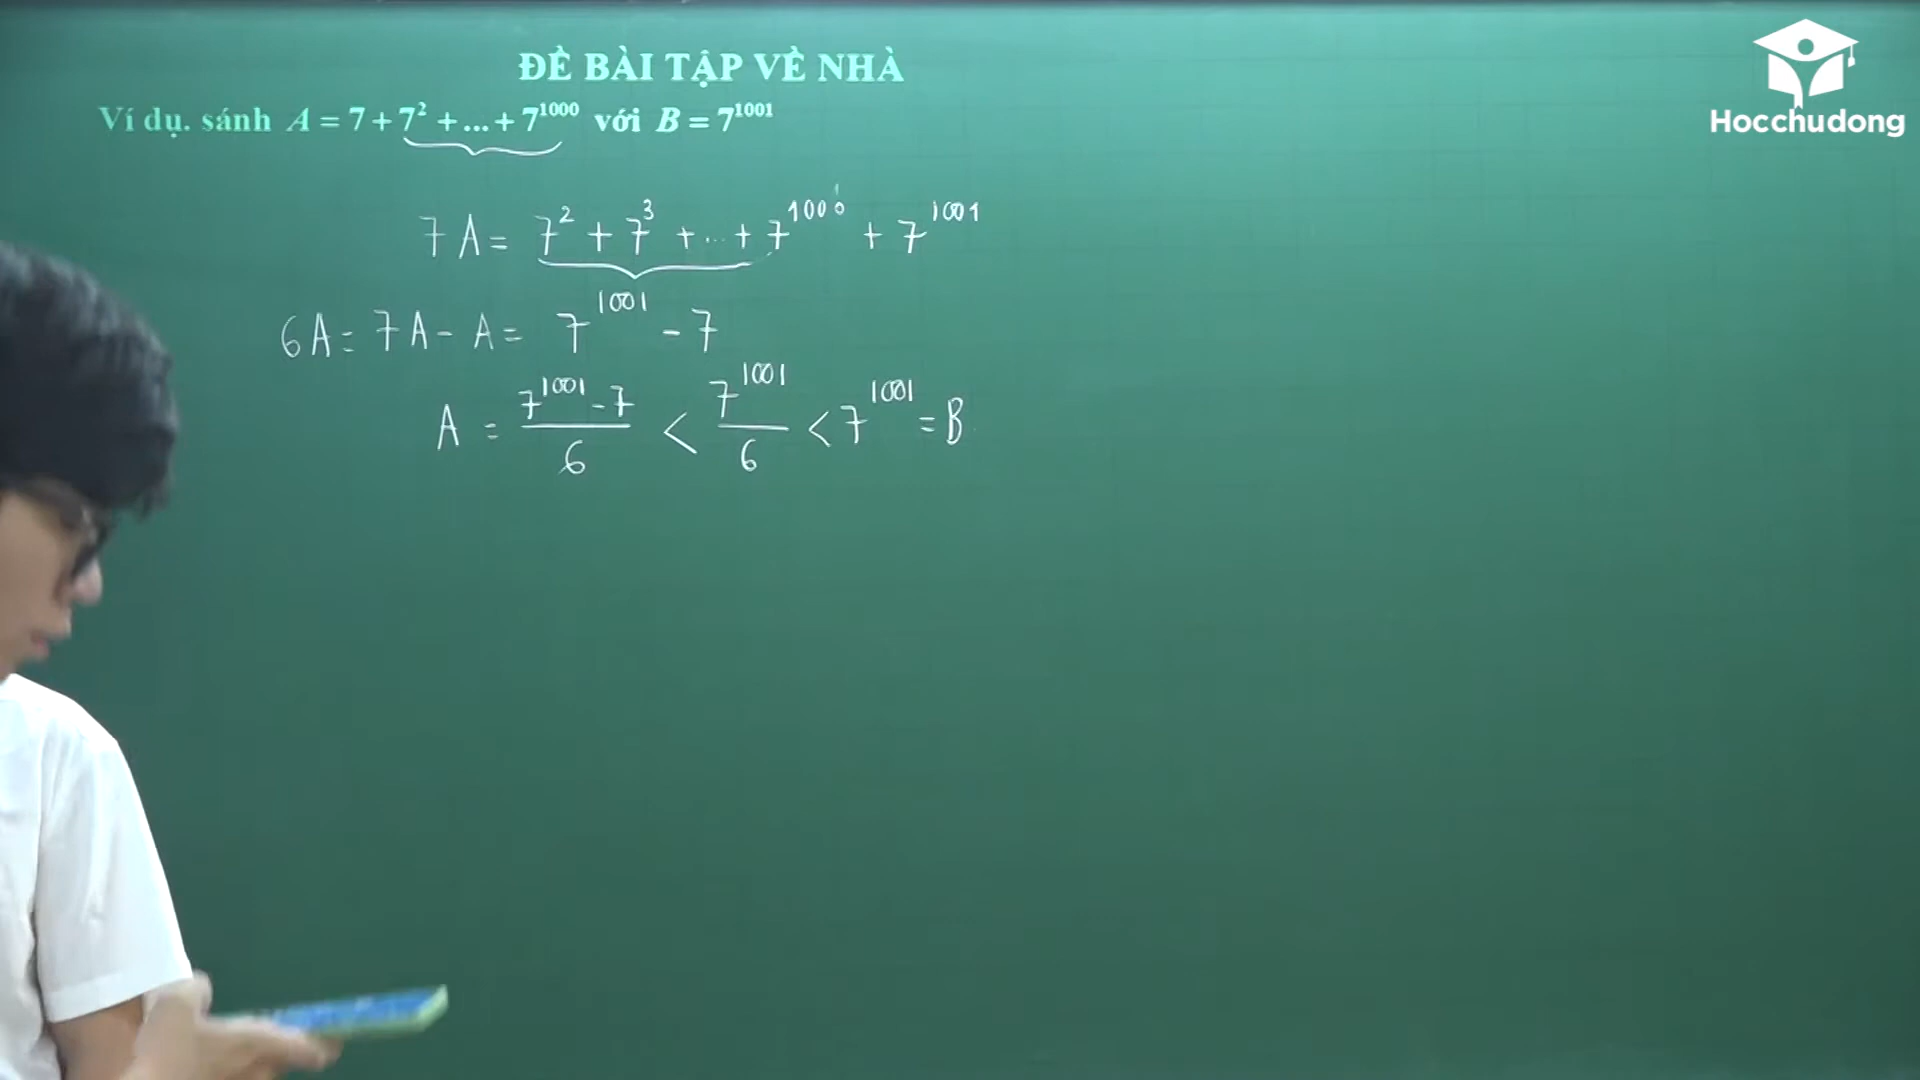 ĐỀ BÀI TẬP VỀ NHÀ
Hocchudong
Ví dụ. sánh A = 7 + 7² + ... + 7¹⁰⁰⁰ với B = 7¹⁰⁰¹
7A = 7² + 7³ + ... + 7¹⁰⁰⁰ + 7¹⁰⁰¹
6A = 7A - A = 7¹⁰⁰¹ - 7
A = (7¹⁰⁰¹ - 7)/6 < 7¹⁰⁰¹/6 < 7¹⁰⁰¹ = B